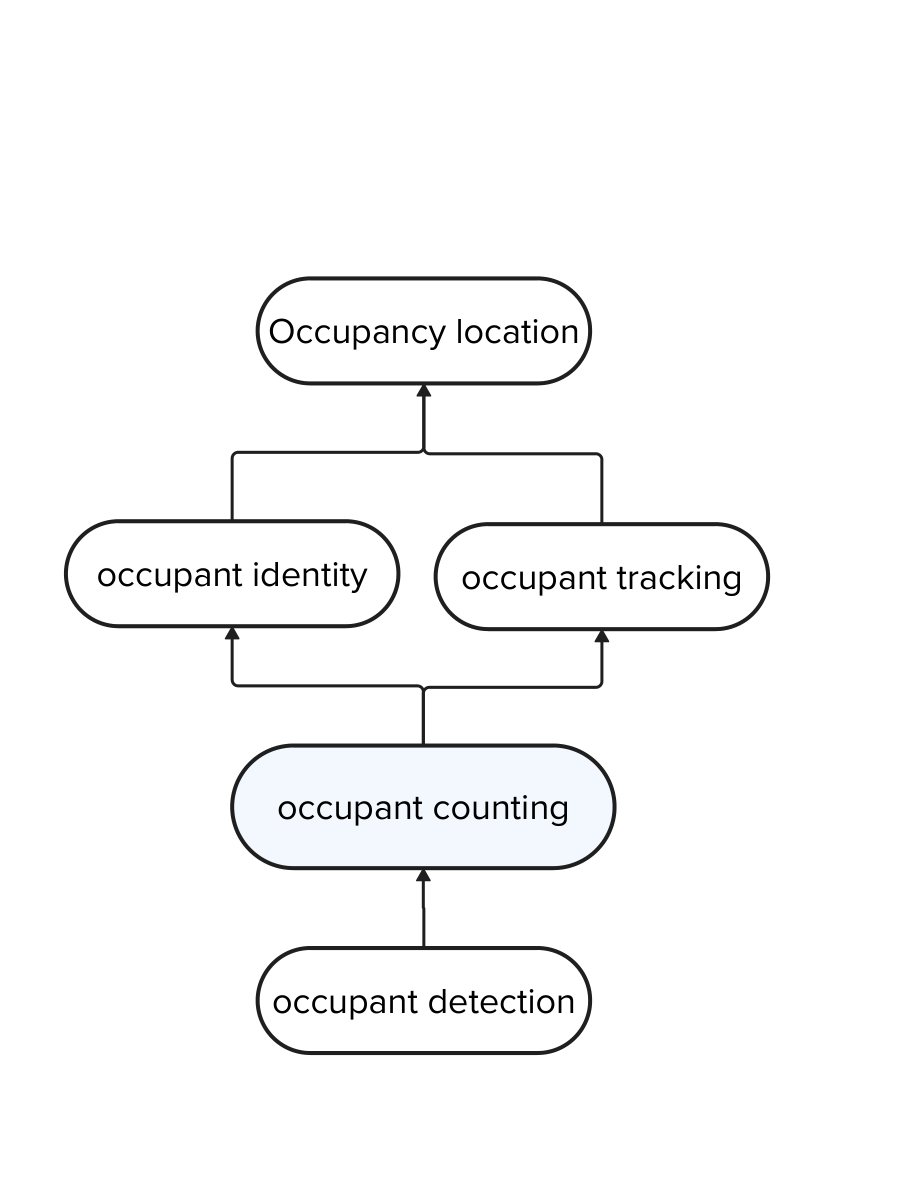 Occupancy location
occupant identity
occupant tracking
occupant counting
occupant detection